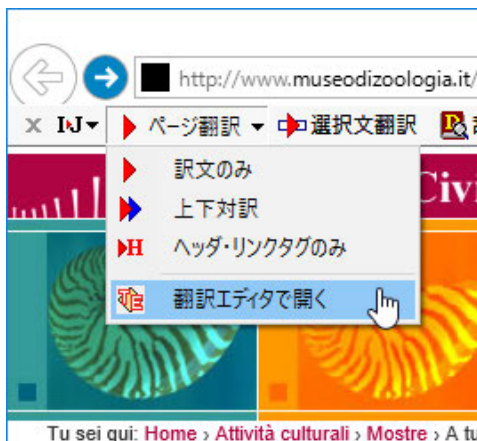 http://www.museodizoologia.it/
x I▸J▾ ページ翻訳 ▾ 選択文翻訳
訳文のみ
Civi
上下対訳
H ヘッダ・リンクタグのみ
翻訳エディタで開く
Tu sei qui: Home › Attività culturali › Mostre › A tu